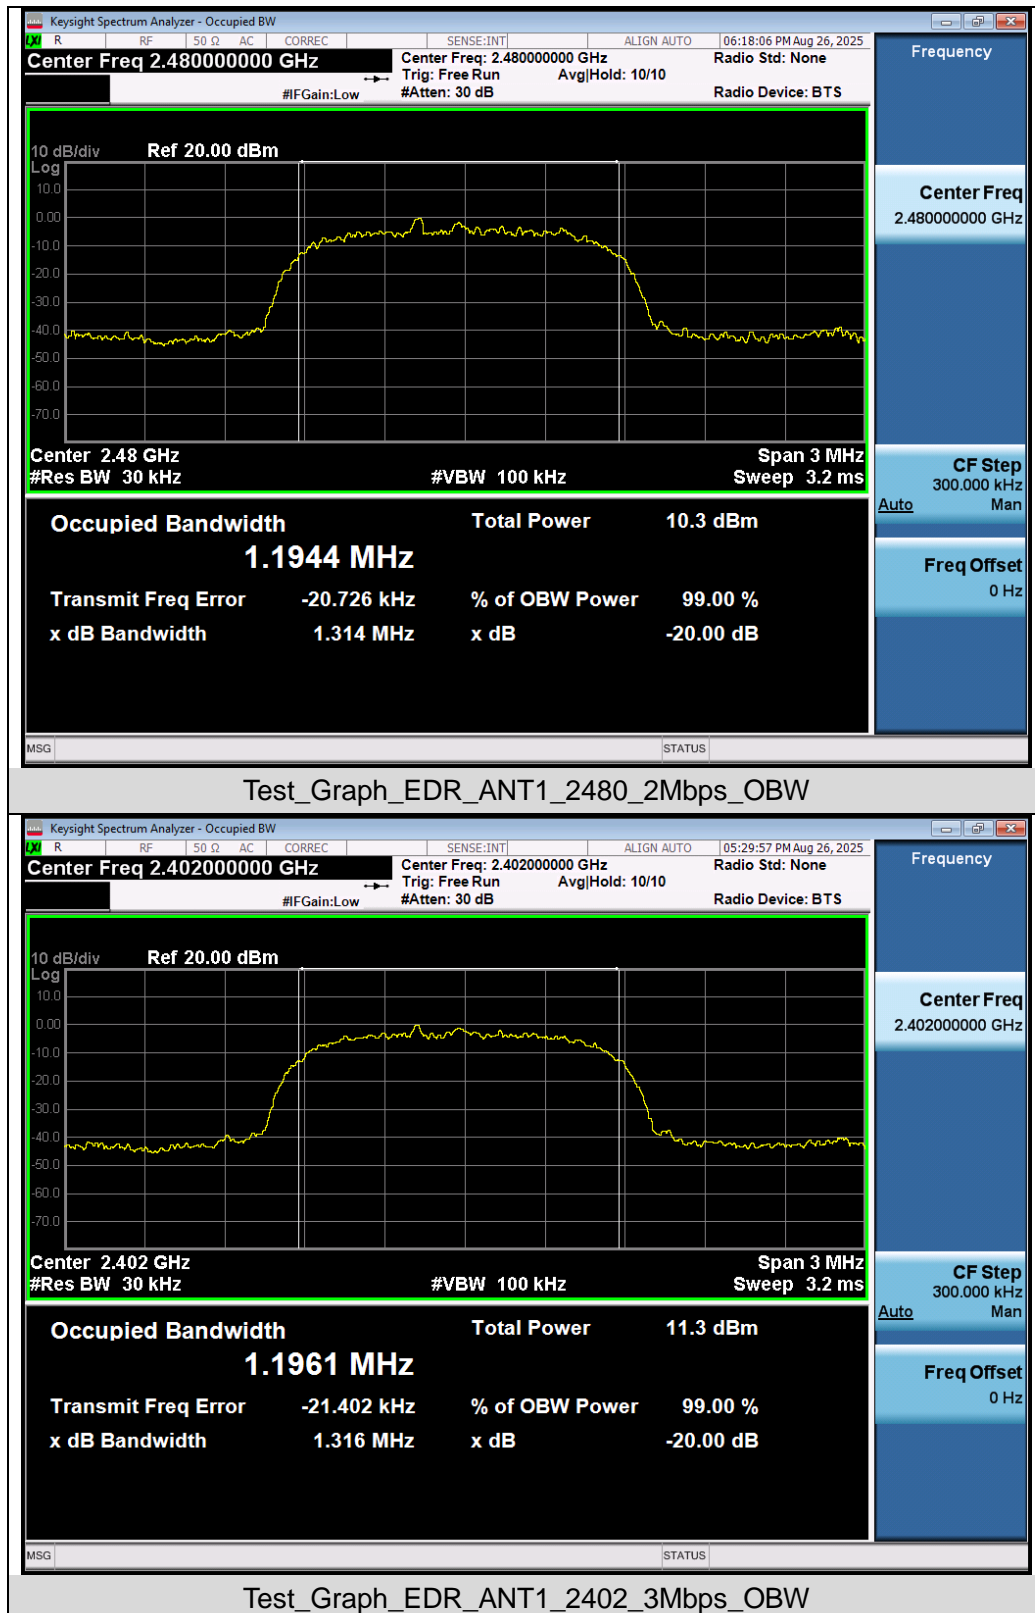 Keysight Spectrum Analyzer - Occupied BW
LXI R RF 50 Ω AC CORREC SENSE:INT ALIGN AUTO 06:18:06 PM Aug 26, 2025
Center Freq 2.480000000 GHz Center Freq: 2.480000000 GHz Radio Std: None Frequency
Trig: Free Run Avg|Hold: 10/10
#IFGain:Low #Atten: 30 dB Radio Device: BTS
10 dB/div Ref 20.00 dBm
Log
10.0
0.00
-10.0
-20.0
-30.0
-40.0
-50.0
-60.0
-70.0
Center Freq
2.480000000 GHz
Center 2.48 GHz Span 3 MHz
#Res BW 30 kHz #VBW 100 kHz Sweep 3.2 ms
CF Step
300.000 kHz
Auto Man
Occupied Bandwidth Total Power 10.3 dBm
1.1944 MHz
Freq Offset
0 Hz
Transmit Freq Error -20.726 kHz % of OBW Power 99.00 %
x dB Bandwidth 1.314 MHz x dB -20.00 dB
MSG STATUS
Test_Graph_EDR_ANT1_2480_2Mbps_OBW
Keysight Spectrum Analyzer - Occupied BW
LXI R RF 50 Ω AC CORREC SENSE:INT ALIGN AUTO 05:29:57 PM Aug 26, 2025
Center Freq 2.402000000 GHz Center Freq: 2.402000000 GHz Radio Std: None Frequency
Trig: Free Run Avg|Hold: 10/10
#IFGain:Low #Atten: 30 dB Radio Device: BTS
10 dB/div Ref 20.00 dBm
Log
10.0
0.00
-10.0
-20.0
-30.0
-40.0
-50.0
-60.0
-70.0
Center Freq
2.402000000 GHz
Center 2.402 GHz Span 3 MHz
#Res BW 30 kHz #VBW 100 kHz Sweep 3.2 ms
CF Step
300.000 kHz
Auto Man
Occupied Bandwidth Total Power 11.3 dBm
1.1961 MHz
Freq Offset
0 Hz
Transmit Freq Error -21.402 kHz % of OBW Power 99.00 %
x dB Bandwidth 1.316 MHz x dB -20.00 dB
MSG STATUS
Test_Graph_EDR_ANT1_2402_3Mbps_OBW